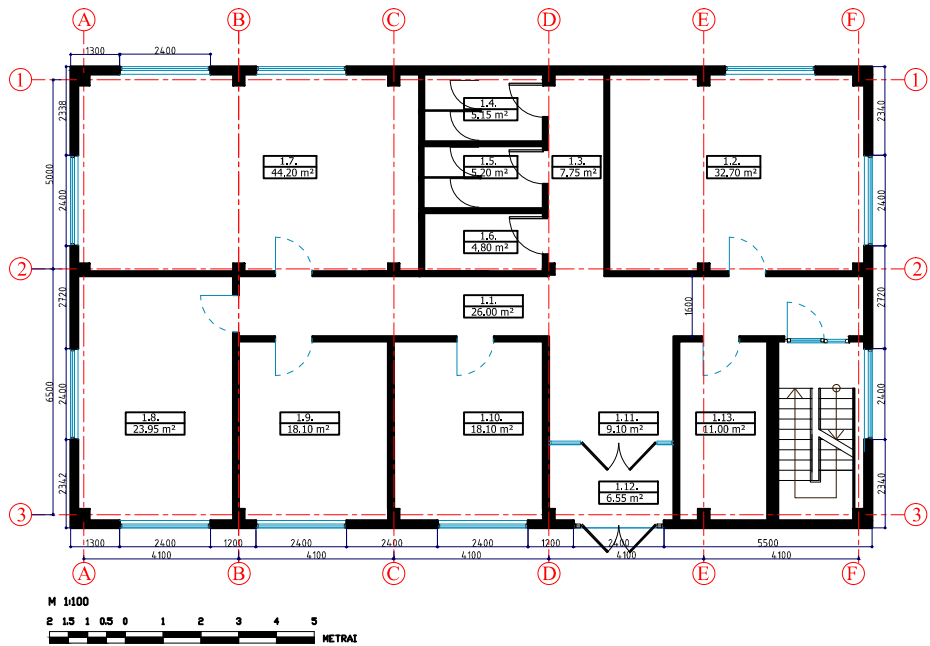 A B C D E F
1300 2400
1 1
2338 2340
1.4.
5.15 m²
1.7. 1.5. 1.3. 1.2.
44.20 m² 5.20 m² 7.75 m² 32.70 m²
5000
2400 2400
1.6.
4.80 m²
2 2
2720 1.1. 2720
26.00 m² 1600
6500 2400 2400
1.8. 1.9. 1.10. 1.11. 1.13.
23.95 m² 18.10 m² 18.10 m² 9.10 m² 11.00 m²
2342 1.12. 2340
6.55 m²
3 3
1300 2400 1200 2400 2400 1200 2400 5500
4100 4100 4100 4100 4100
A B C D E F
M 1:100
2 1.5 1 0.5 0 1 2 3 4 5
METRAI